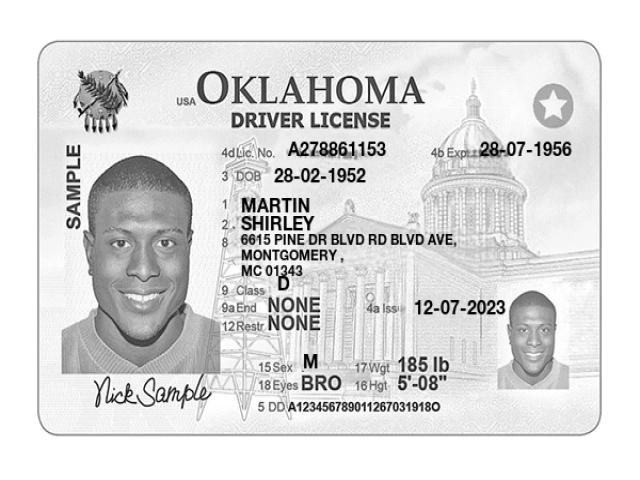 USA OKLAHOMA
DRIVER LICENSE
SAMPLE
4d Lic. No. A278861153 4b Exp 28-07-1956
3 DOB 28-02-1952
1 MARTIN
2 SHIRLEY
8 6615 PINE DR BLVD RD BLVD AVE,
MONTGOMERY ,
MC 01343
9 Class D
9a End NONE 4a Iss 12-07-2023
12 Restr NONE
15 Sex M 17 Wgt 185 lb
18 Eyes BRO 16 Hgt 5'-08"
Nick Sample
5 DD A123456789011267031918O